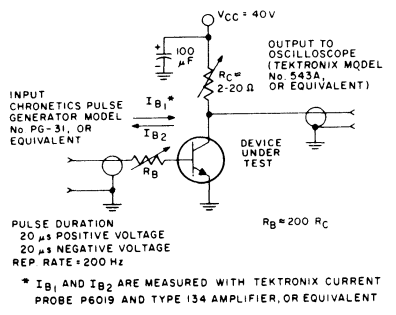 VCC = 40V
+
100
μF
−
RC =
2-20 Ω
OUTPUT TO
OSCILLOSCOPE
(TEKTRONIX MODEL
No. 543A,
OR EQUIVALENT)
INPUT
CHRONETICS PULSE
GENERATOR MODEL
No PG-31, OR
EQUIVALENT
IB1*
IB2
RB
DEVICE
UNDER
TEST
PULSE DURATION
20 μs POSITIVE VOLTAGE
20 μs NEGATIVE VOLTAGE
REP RATE = 200 Hz
RB ≈ 200 RC
* IB1 AND IB2 ARE MEASURED WITH TEKTRONIX CURRENT
PROBE P6019 AND TYPE 134 AMPLIFIER, OR EQUIVALENT